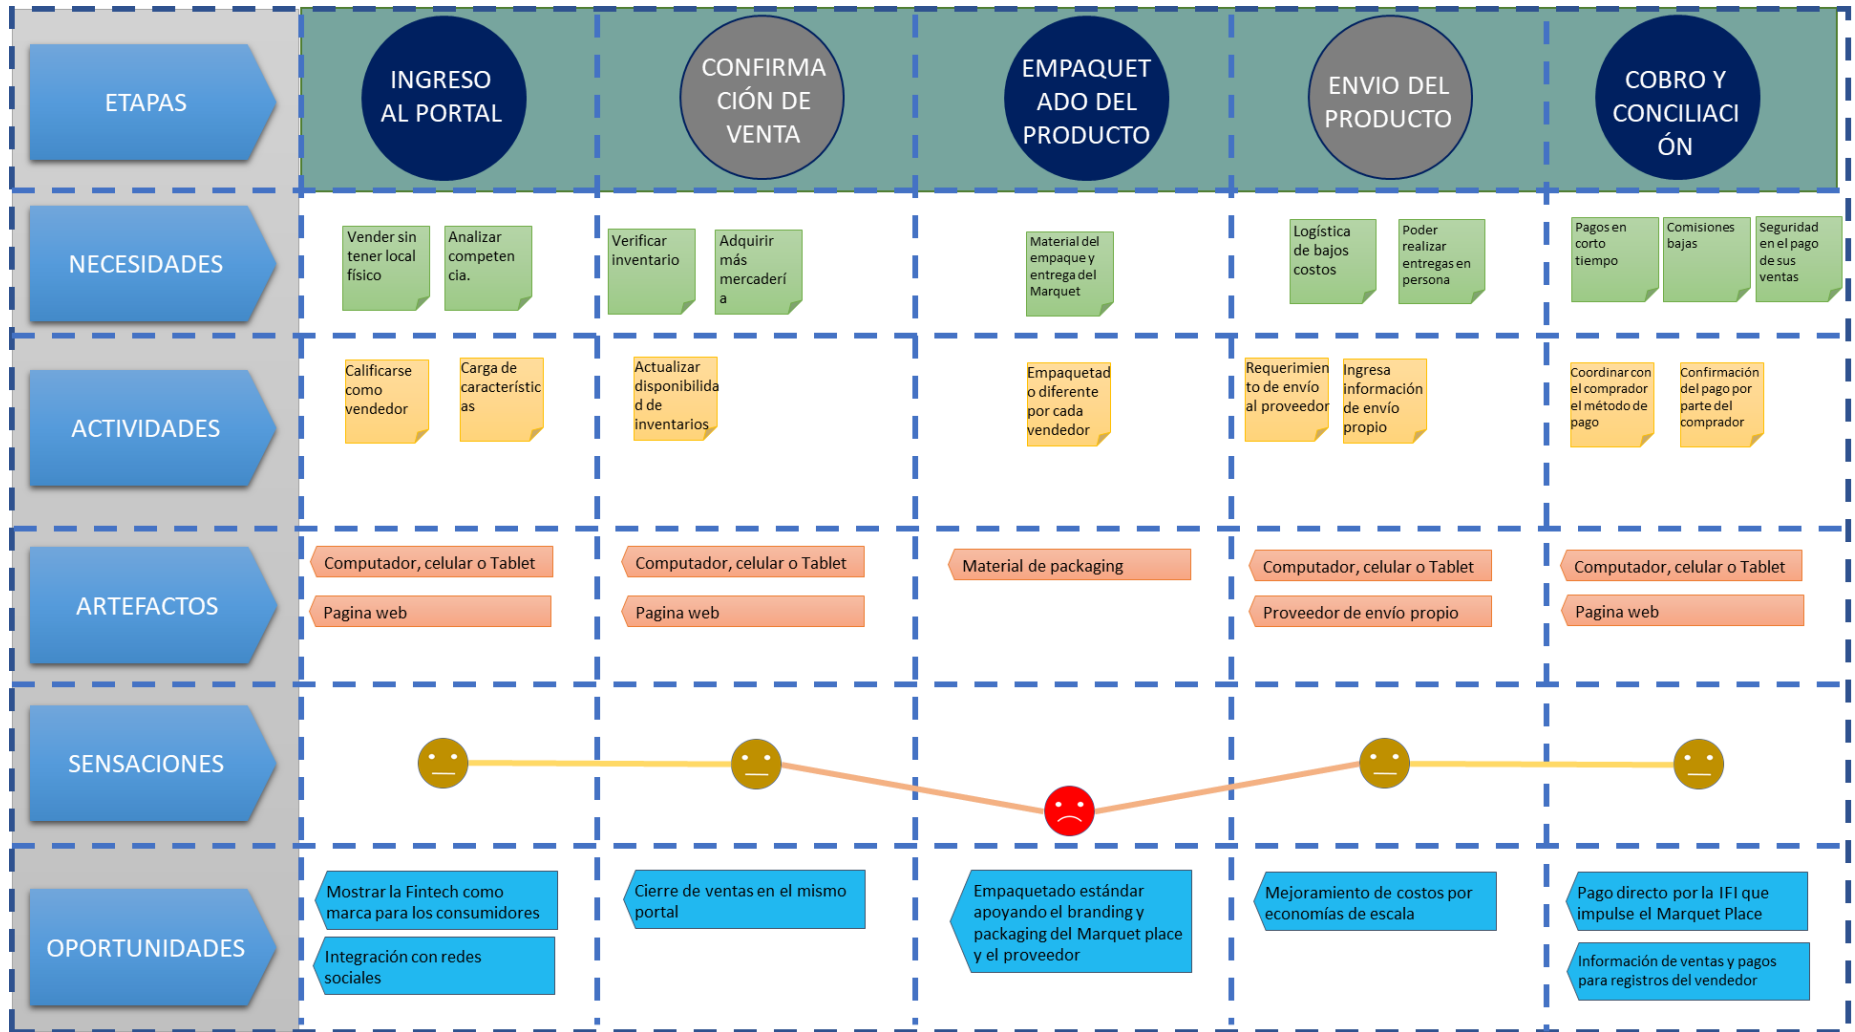 ETAPAS
INGRESO
AL PORTAL
CONFIRMA
CIÓN DE
VENTA
EMPAQUET
ADO DEL
PRODUCTO
ENVIO DEL
PRODUCTO
COBRO Y
CONCILIACI
ÓN
NECESIDADES
Vender sin
tener local
físico
Analizar
competen
cia.
Verificar
inventario
Adquirir
más
mercaderí
a
Material del
empaque y
entrega del
Marquet
Logística
de bajos
costos
Poder
realizar
entregas en
persona
Pagos en
corto
tiempo
Comisiones
bajas
Seguridad
en el pago
de sus
ventas
ACTIVIDADES
Calificarse
como
vendedor
Carga de
característic
as
Actualizar
disponibilida
d de
inventarios
Empaquetad
o diferente
por cada
vendedor
Requerimien
to de envío
al proveedor
Ingresa
información
de envío
propio
Coordinar con
el comprador
el método de
pago
Confirmación
del pago por
parte del
comprador
ARTEFACTOS
Computador, celular o Tablet
Pagina web
Computador, celular o Tablet
Pagina web
Material de packaging
Computador, celular o Tablet
Proveedor de envío propio
Computador, celular o Tablet
Pagina web
SENSACIONES
OPORTUNIDADES
Mostrar la Fintech como
marca para los consumidores
Integración con redes
sociales
Cierre de ventas en el mismo
portal
Empaquetado estándar
apoyando el branding y
packaging del Marquet place
y el proveedor
Mejoramiento de costos por
economías de escala
Pago directo por la IFI que
impulse el Marquet Place
Información de ventas y pagos
para registros del vendedor